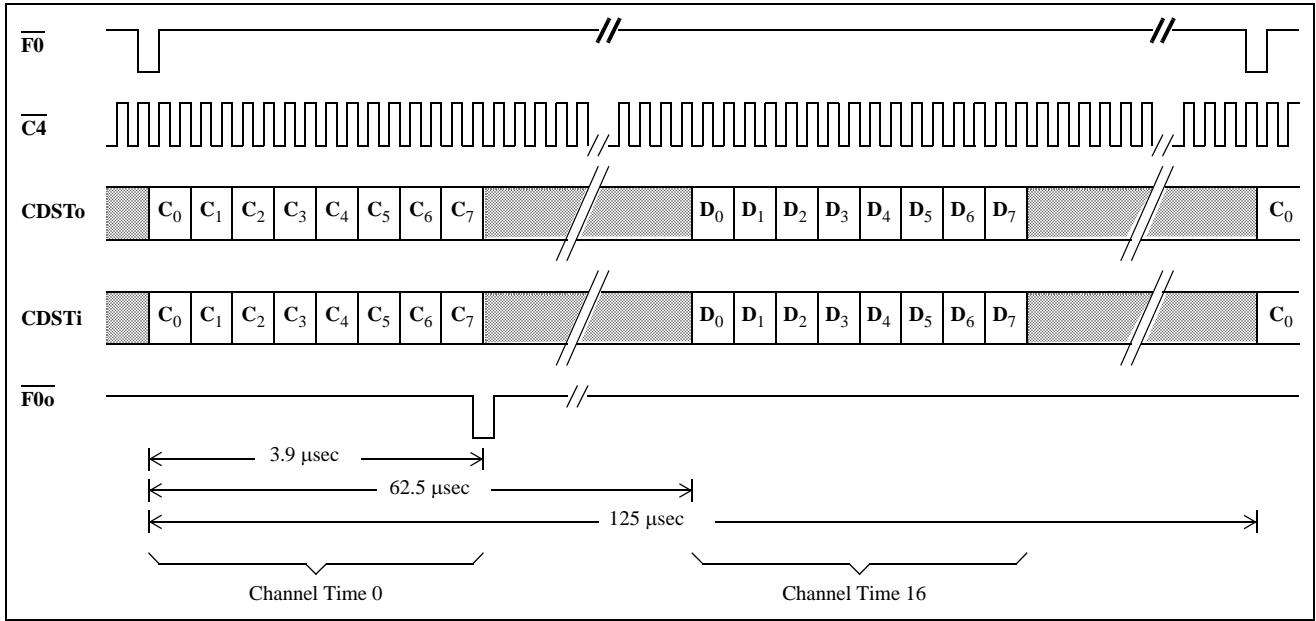 F0
C4
CDSTo C0 C1 C2 C3 C4 C5 C6 C7 D0 D1 D2 D3 D4 D5 D6 D7 C0
CDSTi C0 C1 C2 C3 C4 C5 C6 C7 D0 D1 D2 D3 D4 D5 D6 D7 C0
F0o
3.9 μsec
62.5 μsec
125 μsec
Channel Time 0 Channel Time 16